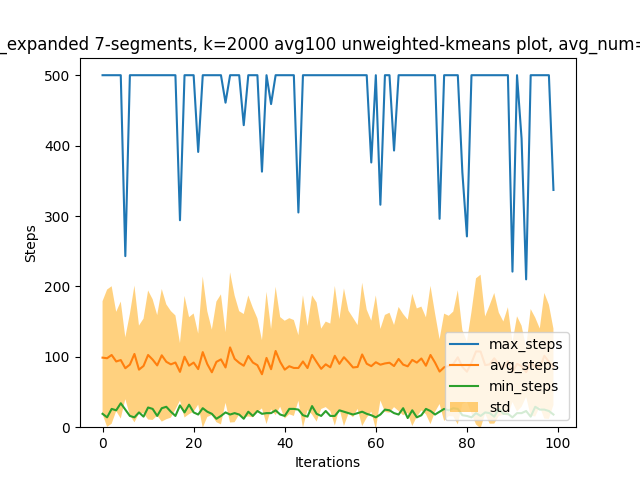 _expanded 7-segments, k=2000 avg100 unweighted-kmeans plot, avg_num=
500
400
300
200
100
0
Steps
max_steps
avg_steps
min_steps
std
0 20 40 60 80 100
Iterations